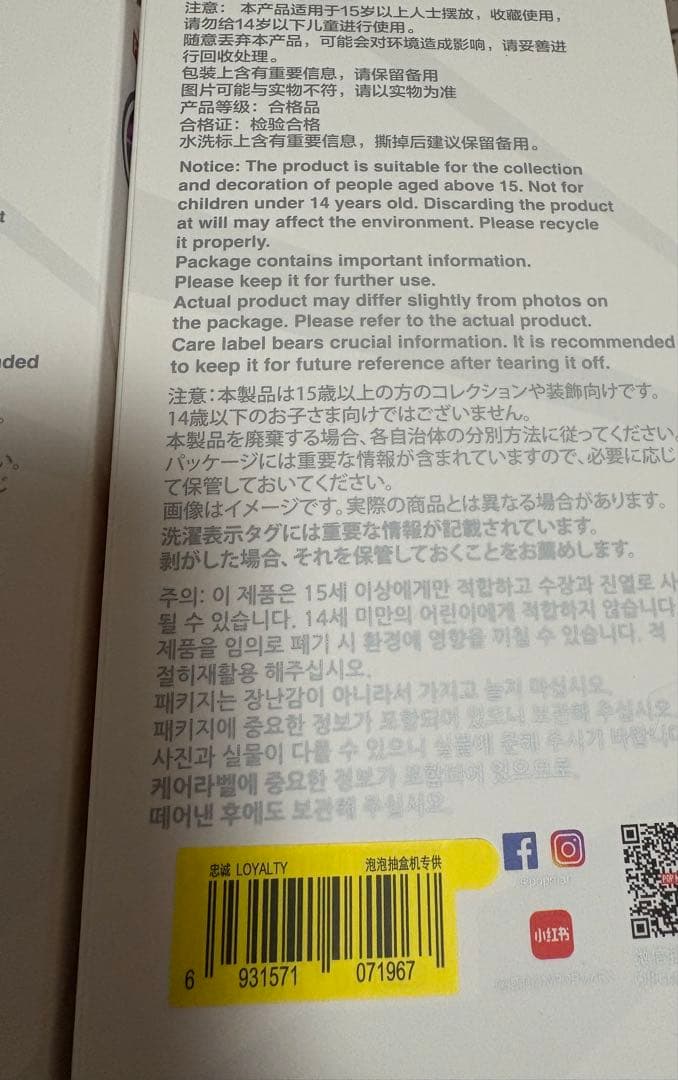 注意：本产品适用于15岁以上人士摆放，收藏使用，
请勿给14岁以下儿童进行使用。
随意丢弃本产品，可能会对环境造成影响，请妥善进
行回收处理。
包装上含有重要信息，请保留备用
图片可能与实物不符，请以实物为准
产品等级：合格品
合格证：检验合格
水洗标上含有重要信息，撕掉后建议保留备用。
Notice: The product is suitable for the collection
and decoration of people aged above 15. Not for
children under 14 years old. Discarding the product
at will may affect the environment. Please recycle
it properly.
Package contains important information.
Please keep it for further use.
Actual product may differ slightly from photos on
the package. Please refer to the actual product.
Care label bears crucial information. It is recommended
to keep it for future reference after tearing it off.
注意：本製品は15歳以上の方のコレクションや装飾向けです。
14歳以下のお子さま向けではございません。
本製品を廃棄する場合、各自治体の分別方法に従ってください。
パッケージには重要な情報が含まれていますので、必要に応じ
て保管しておいてください。
画像はイメージです。実際の商品とは異なる場合があります。
洗濯表示タグには重要な情報が記載されています。
剥がした場合、それを保管しておくことをお薦めします。
주의: 이 제품은 15세 이상에게만 적합하고 수장과 진열로 사
될 수 있습니다. 14세 미만의 어린이에게 적합하지 않습니다
제품을 임의로 폐기 시 환경에 영향을 끼칠 수 있습니다. 적
절히재활용 해주십시오.
패키지는 장난감이 아니라서 가지고 놀지 마십시오.
패키지에 중요한 정보가 포함되어 있으니 보관해 주십시오
사진과 실물이 다를 수 있으니 실물에 준해 주시기 바랍니다
케어라벨에 중요한 정보가 포함되어 있으므로,
떼어낸 후에도 보관해 주십시오.
忠诚 LOYALTY 泡泡抽盒机专供
6 931571 071967
小红书